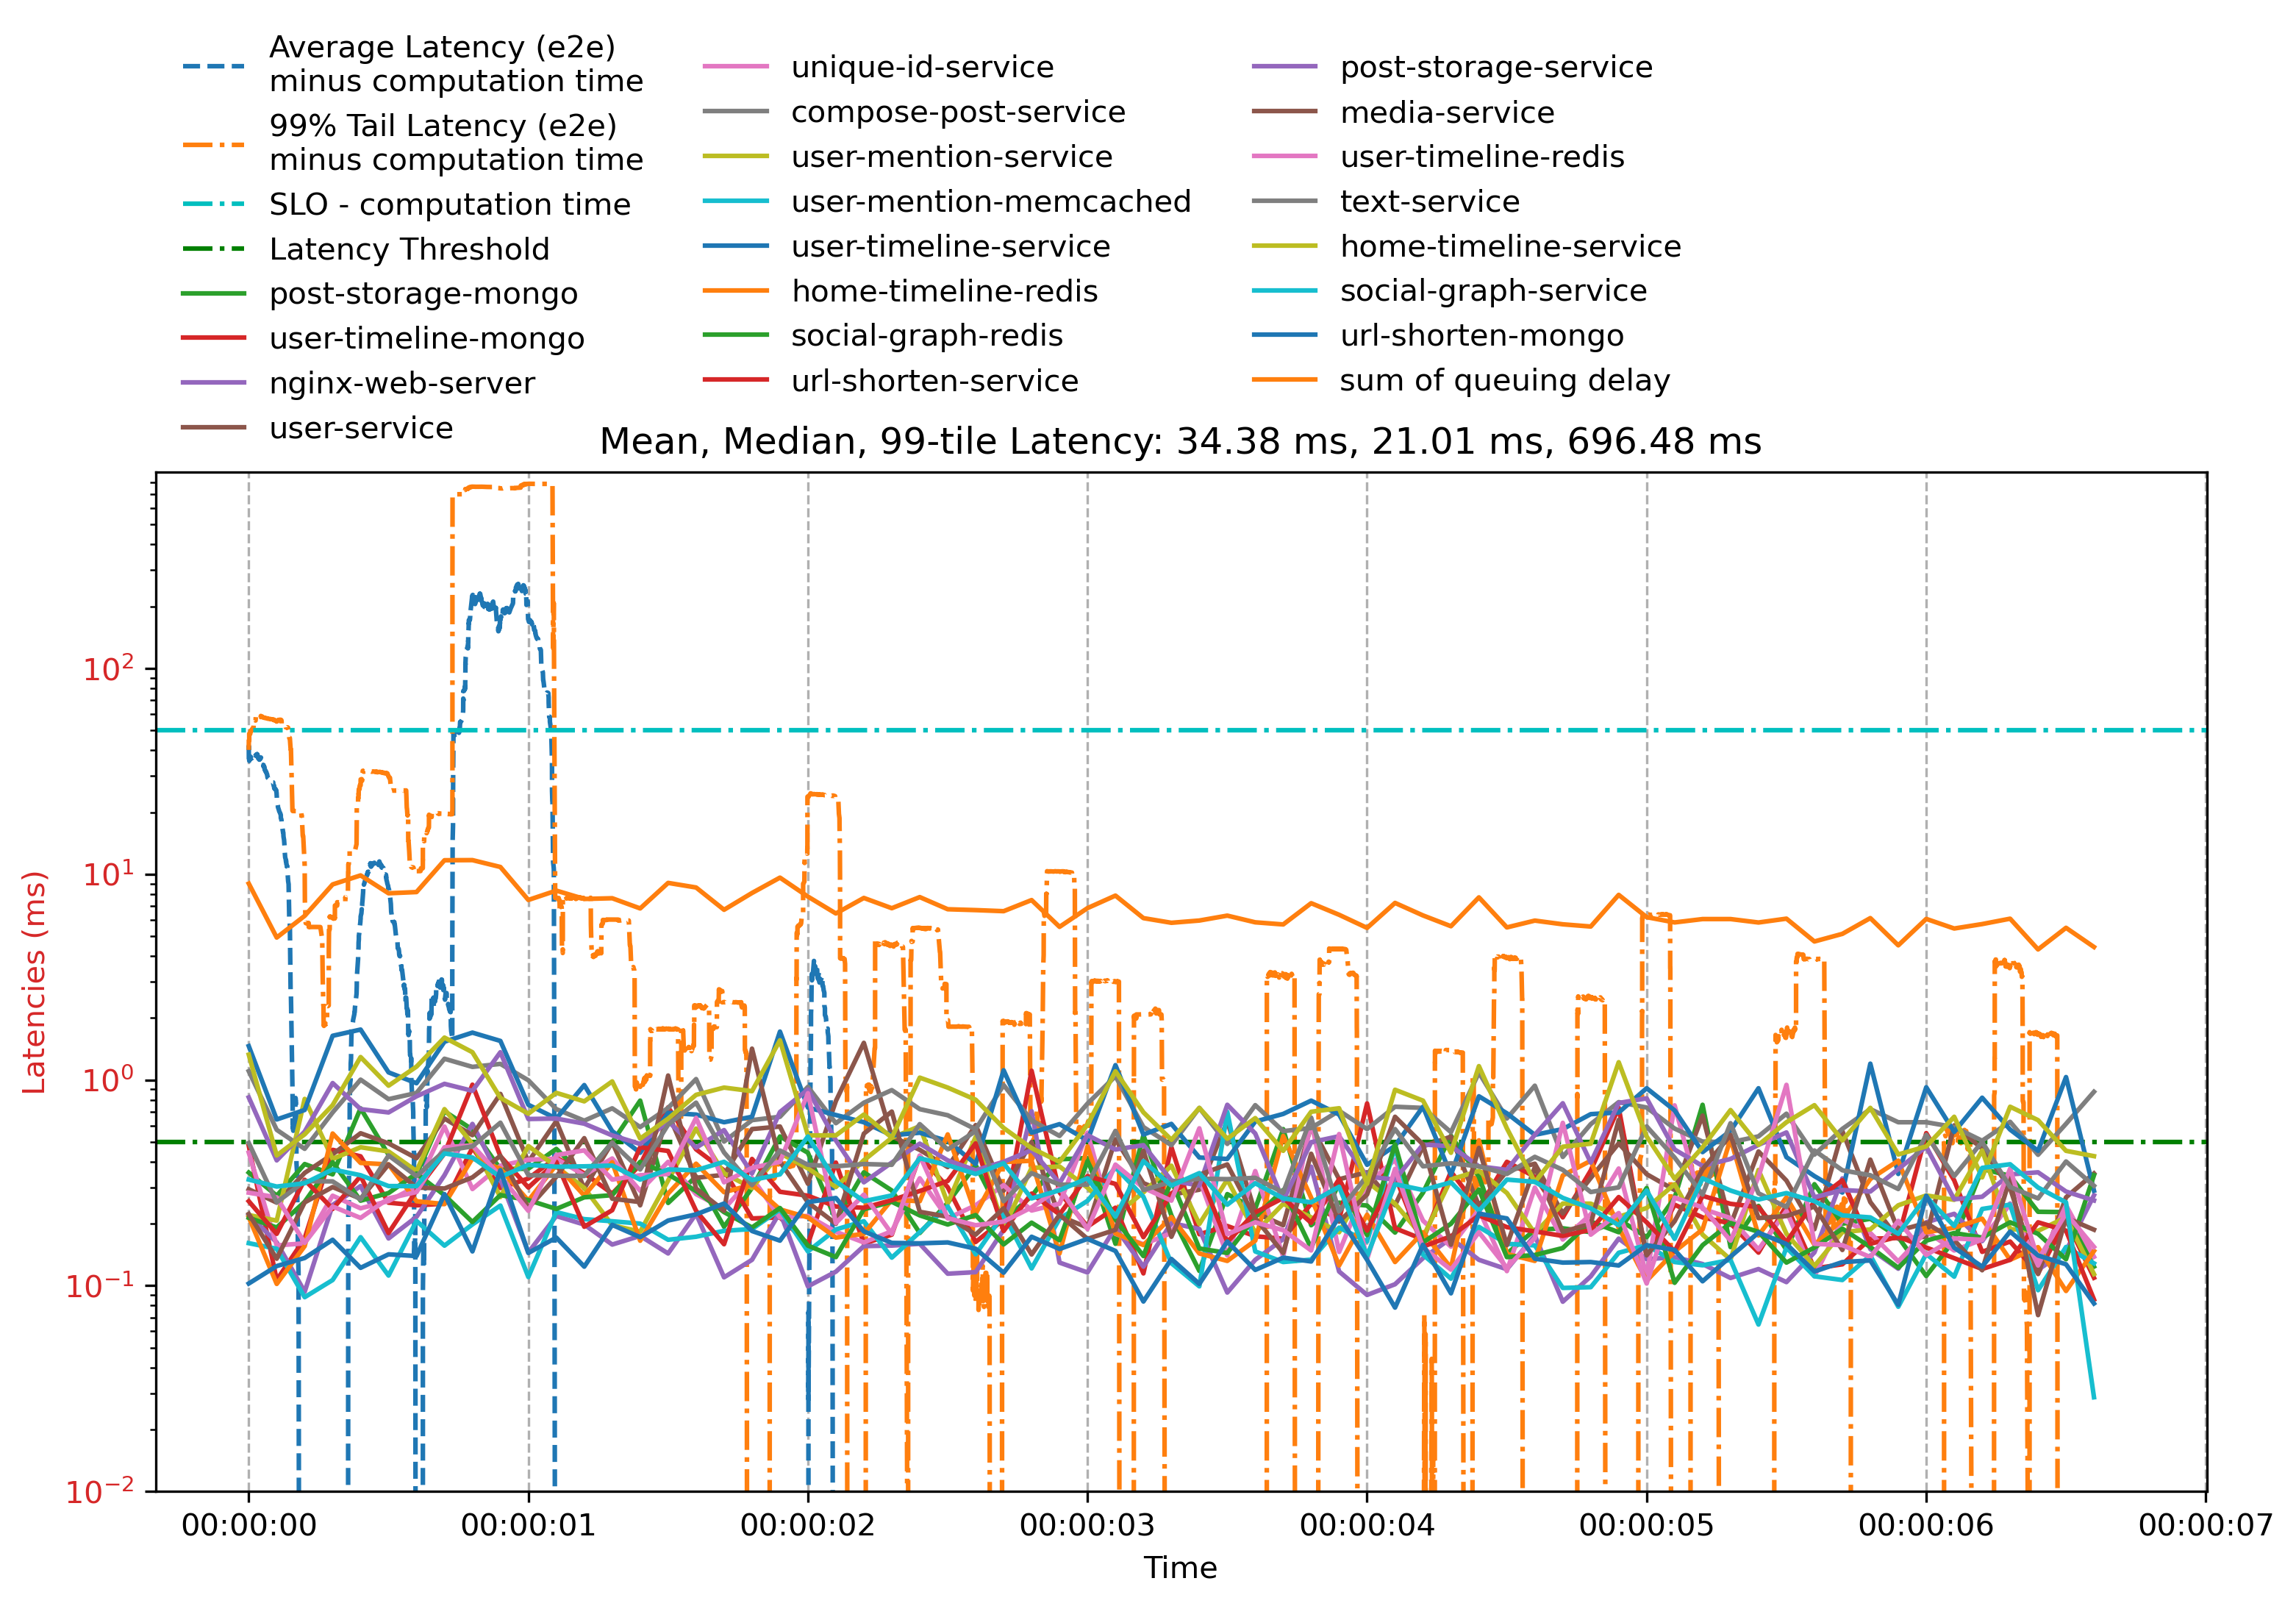 Average Latency (e2e)
minus computation time
99% Tail Latency (e2e)
minus computation time
SLO - computation time
Latency Threshold
post-storage-mongo
user-timeline-mongo
nginx-web-server
user-service
unique-id-service
compose-post-service
user-mention-service
user-mention-memcached
user-timeline-service
home-timeline-redis
social-graph-redis
url-shorten-service
post-storage-service
media-service
user-timeline-redis
text-service
home-timeline-service
social-graph-service
url-shorten-mongo
sum of queuing delay
Mean, Median, 99-tile Latency: 34.38 ms, 21.01 ms, 696.48 ms
Latencies (ms)
10²
10¹
10⁰
10⁻¹
10⁻²
00:00:00 00:00:01 00:00:02 00:00:03 00:00:04 00:00:05 00:00:06 00:00:07
Time